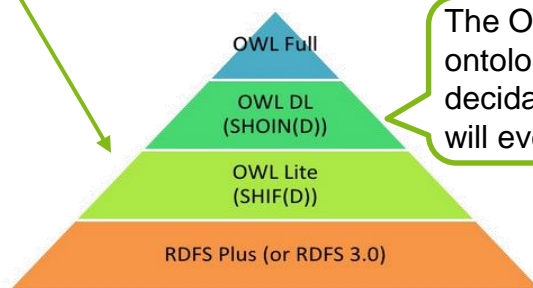 OWL Full
The O
ontolo
decida
will eve
OWL DL
(SHOIN(D))
OWL Lite
(SHIF(D))
RDFS Plus (or RDFS 3.0)